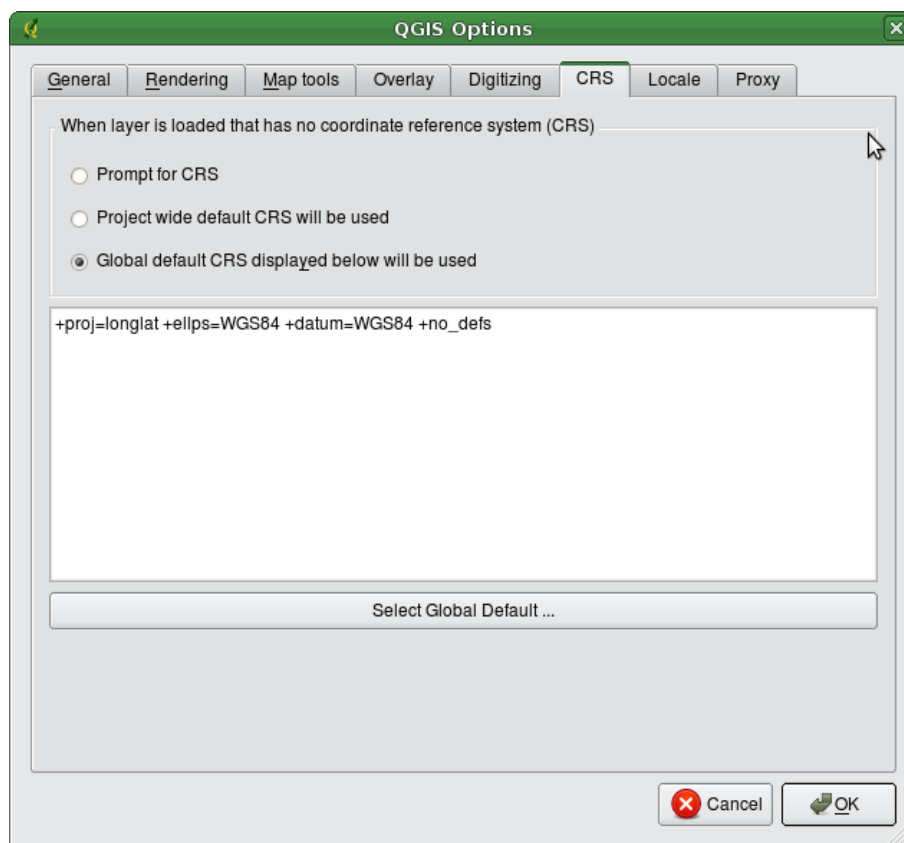 QGIS Options
General Rendering Map tools Overlay Digitizing CRS Locale Proxy
When layer is loaded that has no coordinate reference system (CRS)
Prompt for CRS
Project wide default CRS will be used
Global default CRS displayed below will be used
+proj=longlat +ellps=WGS84 +datum=WGS84 +no_defs
Select Global Default ...
Cancel OK